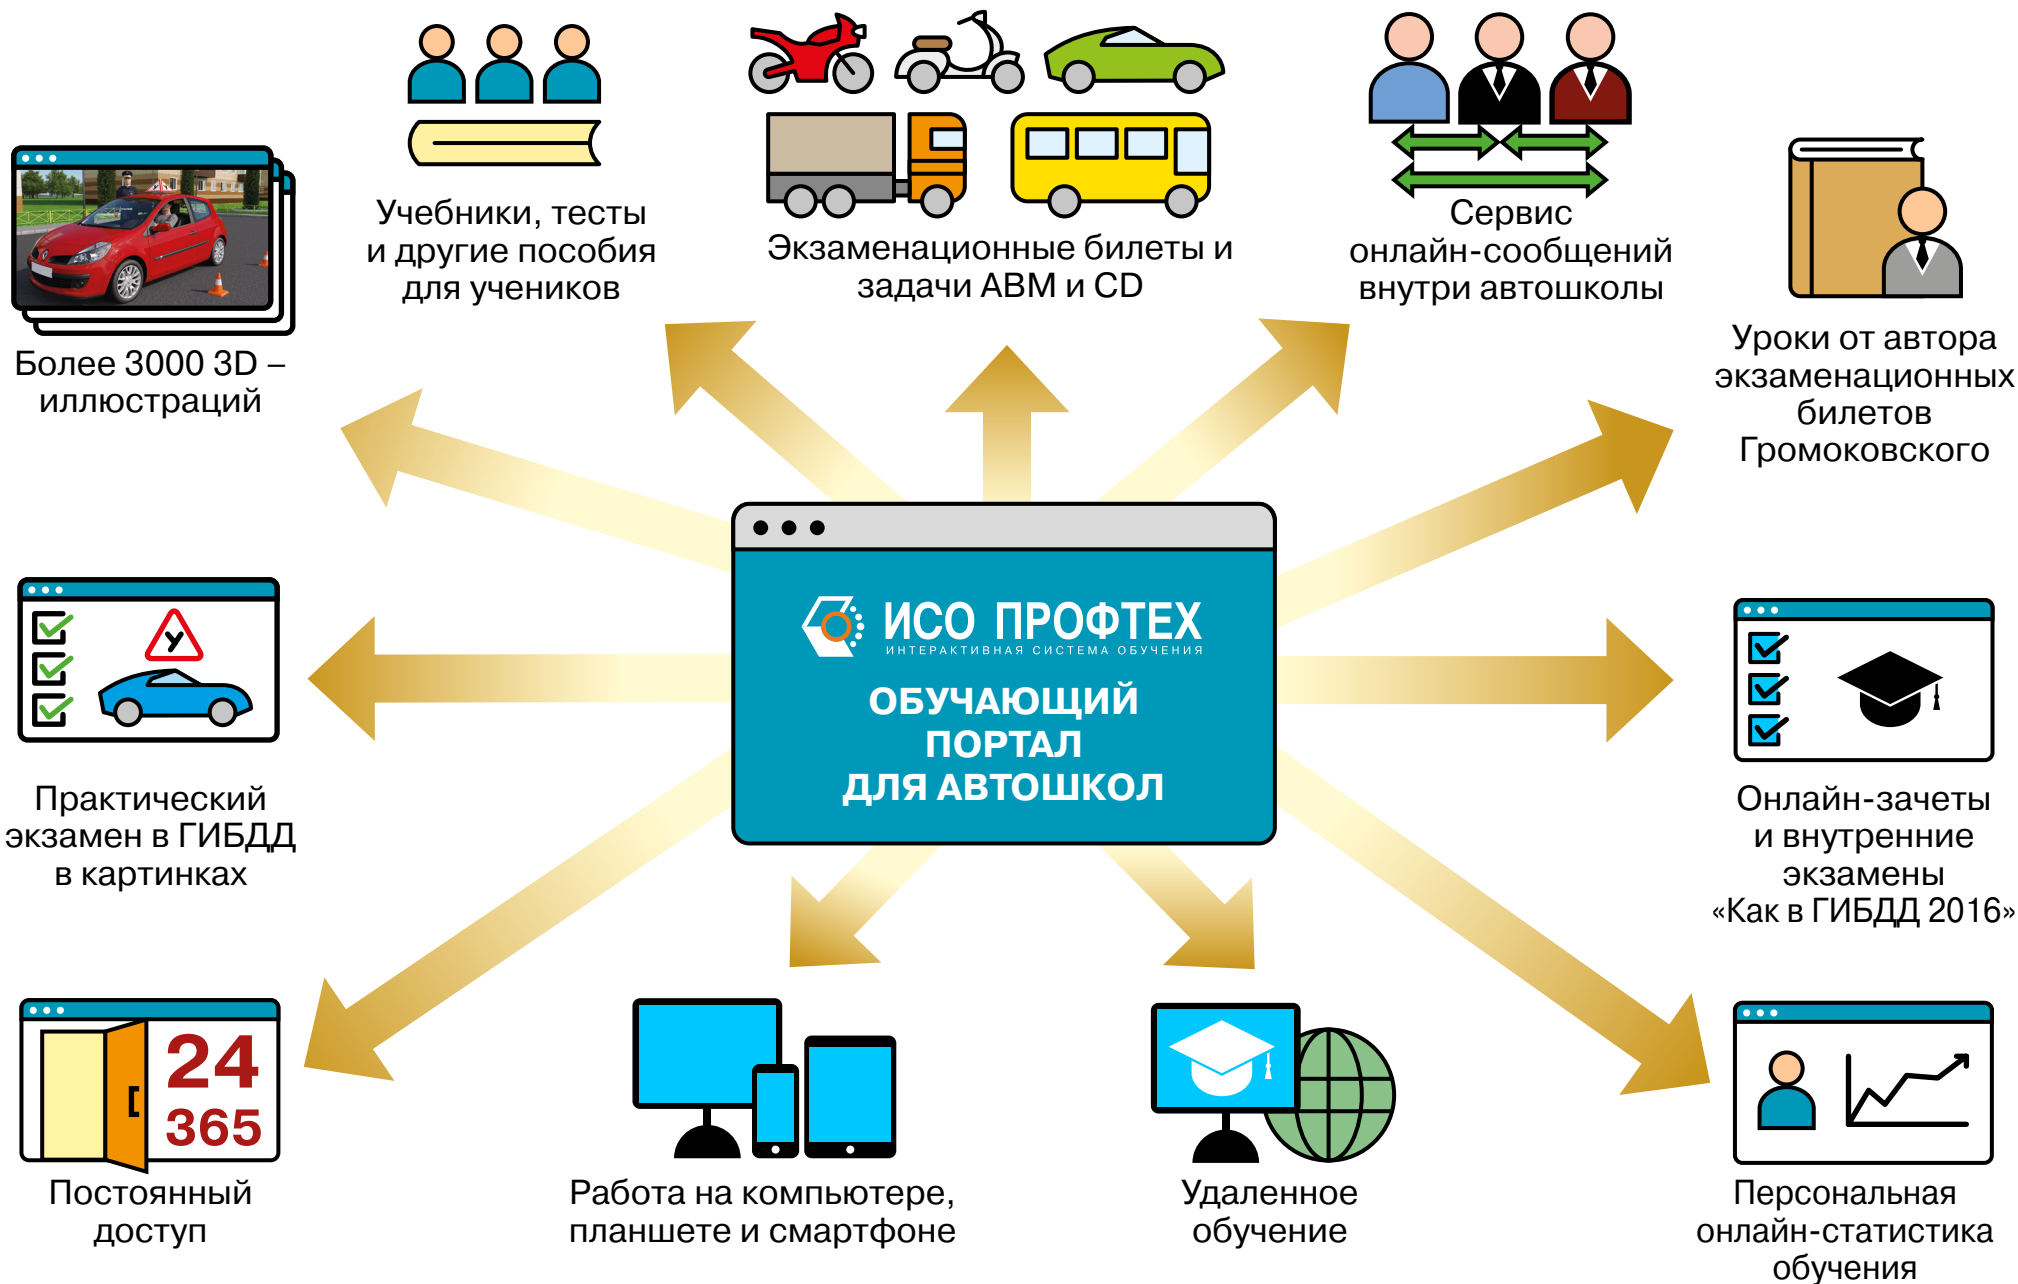 Учебники, тесты
и другие пособия
для учеников
Экзаменационные билеты и
задачи АВМ и CD
Сервис
онлайн-сообщений
внутри автошколы
Более 3000 3D –
иллюстраций
Уроки от автора
экзаменационных
билетов
Громоковского
ИСО ПРОФТЕХ
ИНТЕРАКТИВНАЯ СИСТЕМА ОБУЧЕНИЯ
ОБУЧАЮЩИЙ
ПОРТАЛ
ДЛЯ АВТОШКОЛ
У
Практический
экзамен в ГИБДД
в картинках
Онлайн-зачеты
и внутренние
экзамены
«Как в ГИБДД 2016»
24
365
Постоянный
доступ
Работа на компьютере,
планшете и смартфоне
Удаленное
обучение
Персональная
онлайн-статистика
обучения